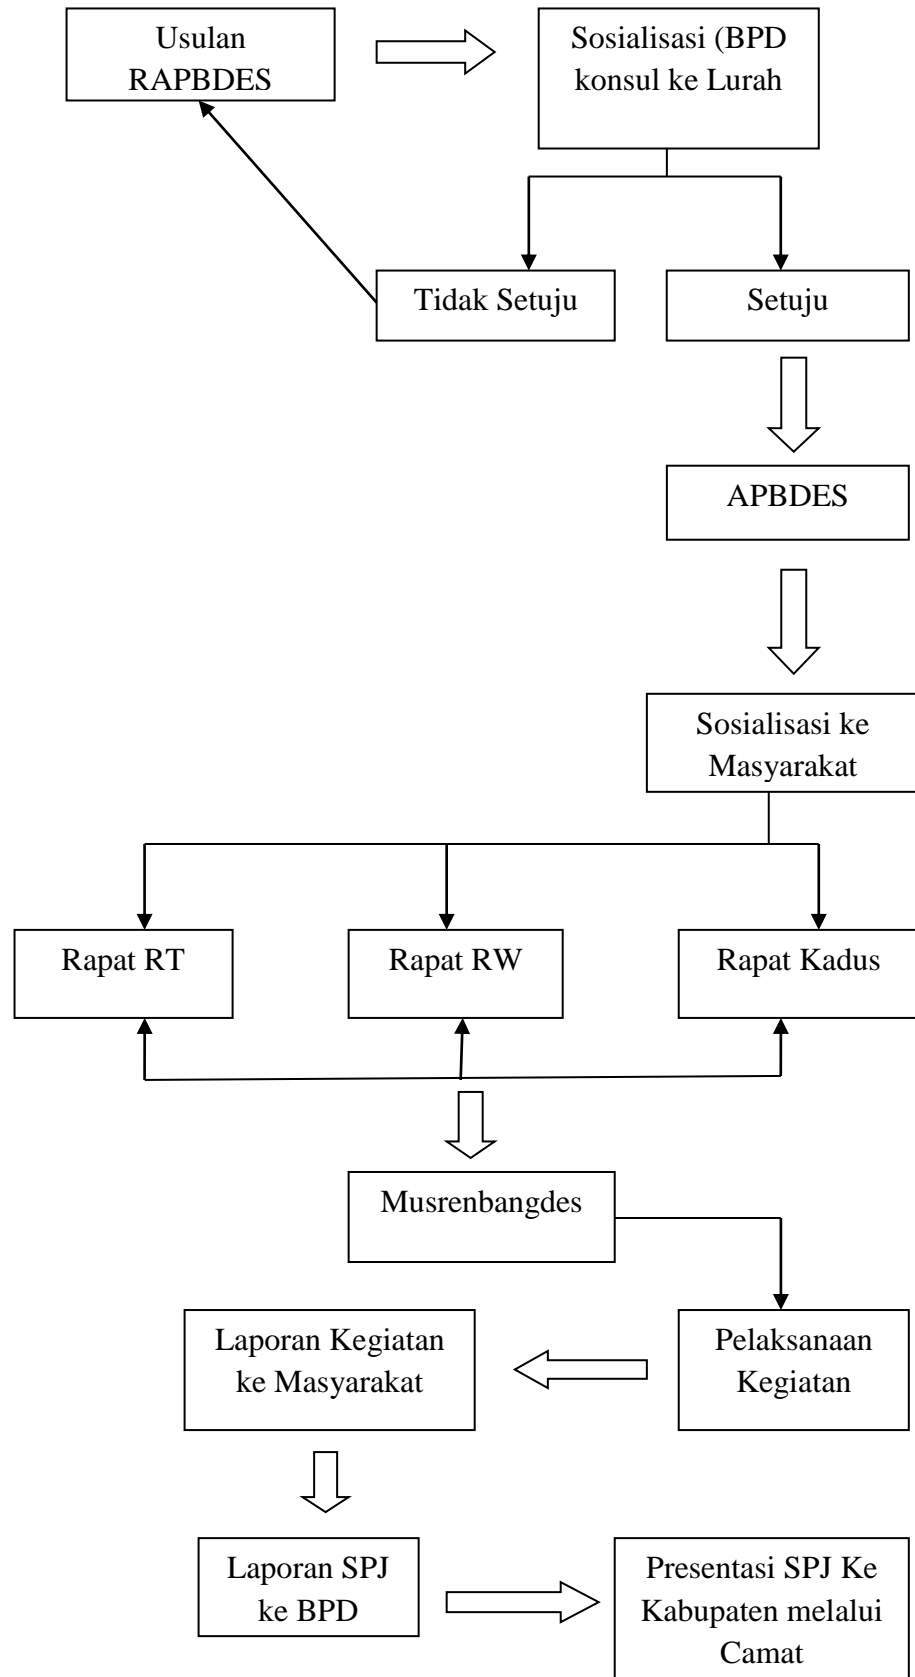 Usulan
RAPBDES
Sosialisasi (BPD
konsul ke Lurah
Tidak Setuju
Setuju
APBDES
Sosialisasi ke
Masyarakat
Rapat RT
Rapat RW
Rapat Kadus
Musrenbangdes
Laporan Kegiatan
ke Masyarakat
Pelaksanaan
Kegiatan
Laporan SPJ
ke BPD
Presentasi SPJ Ke
Kabupaten melalui
Camat